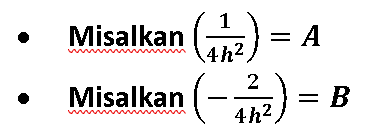 • Misalkan (1/4h²) = A
• Misalkan (−2/4h²) = B